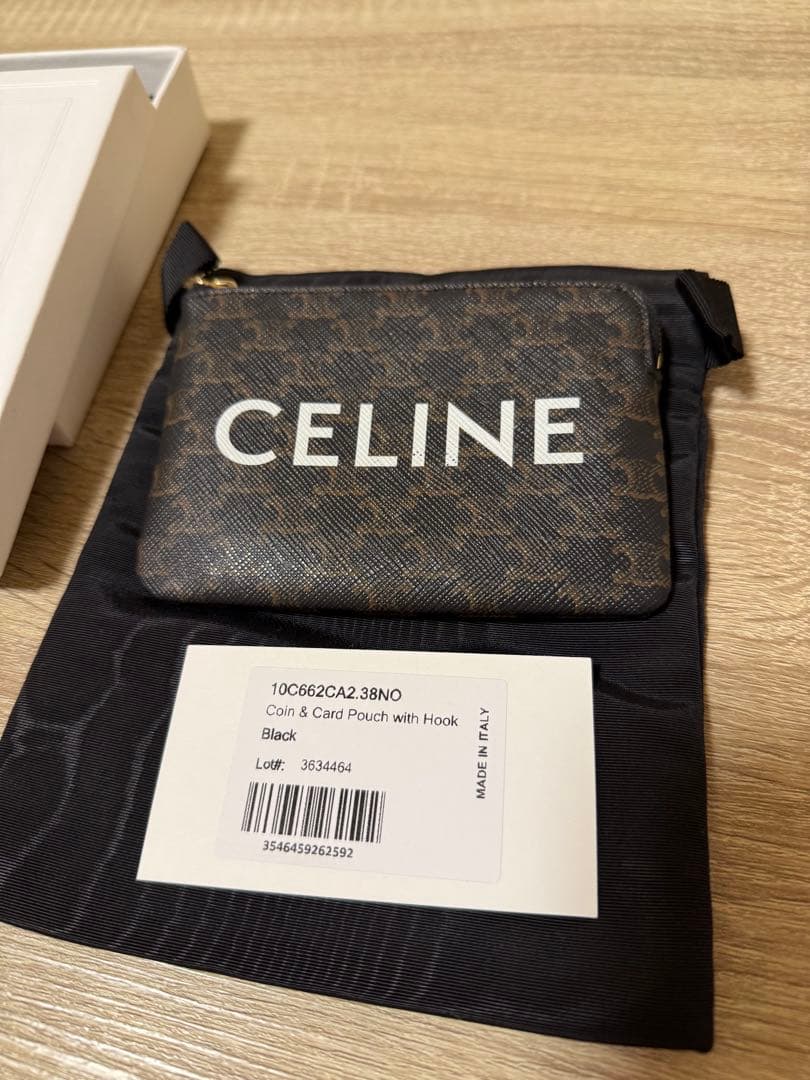 CELINE
10C662CA2.38NO
Coin & Card Pouch with Hook
Black
Lot#: 3634464
3546459262592
MADE IN ITALY